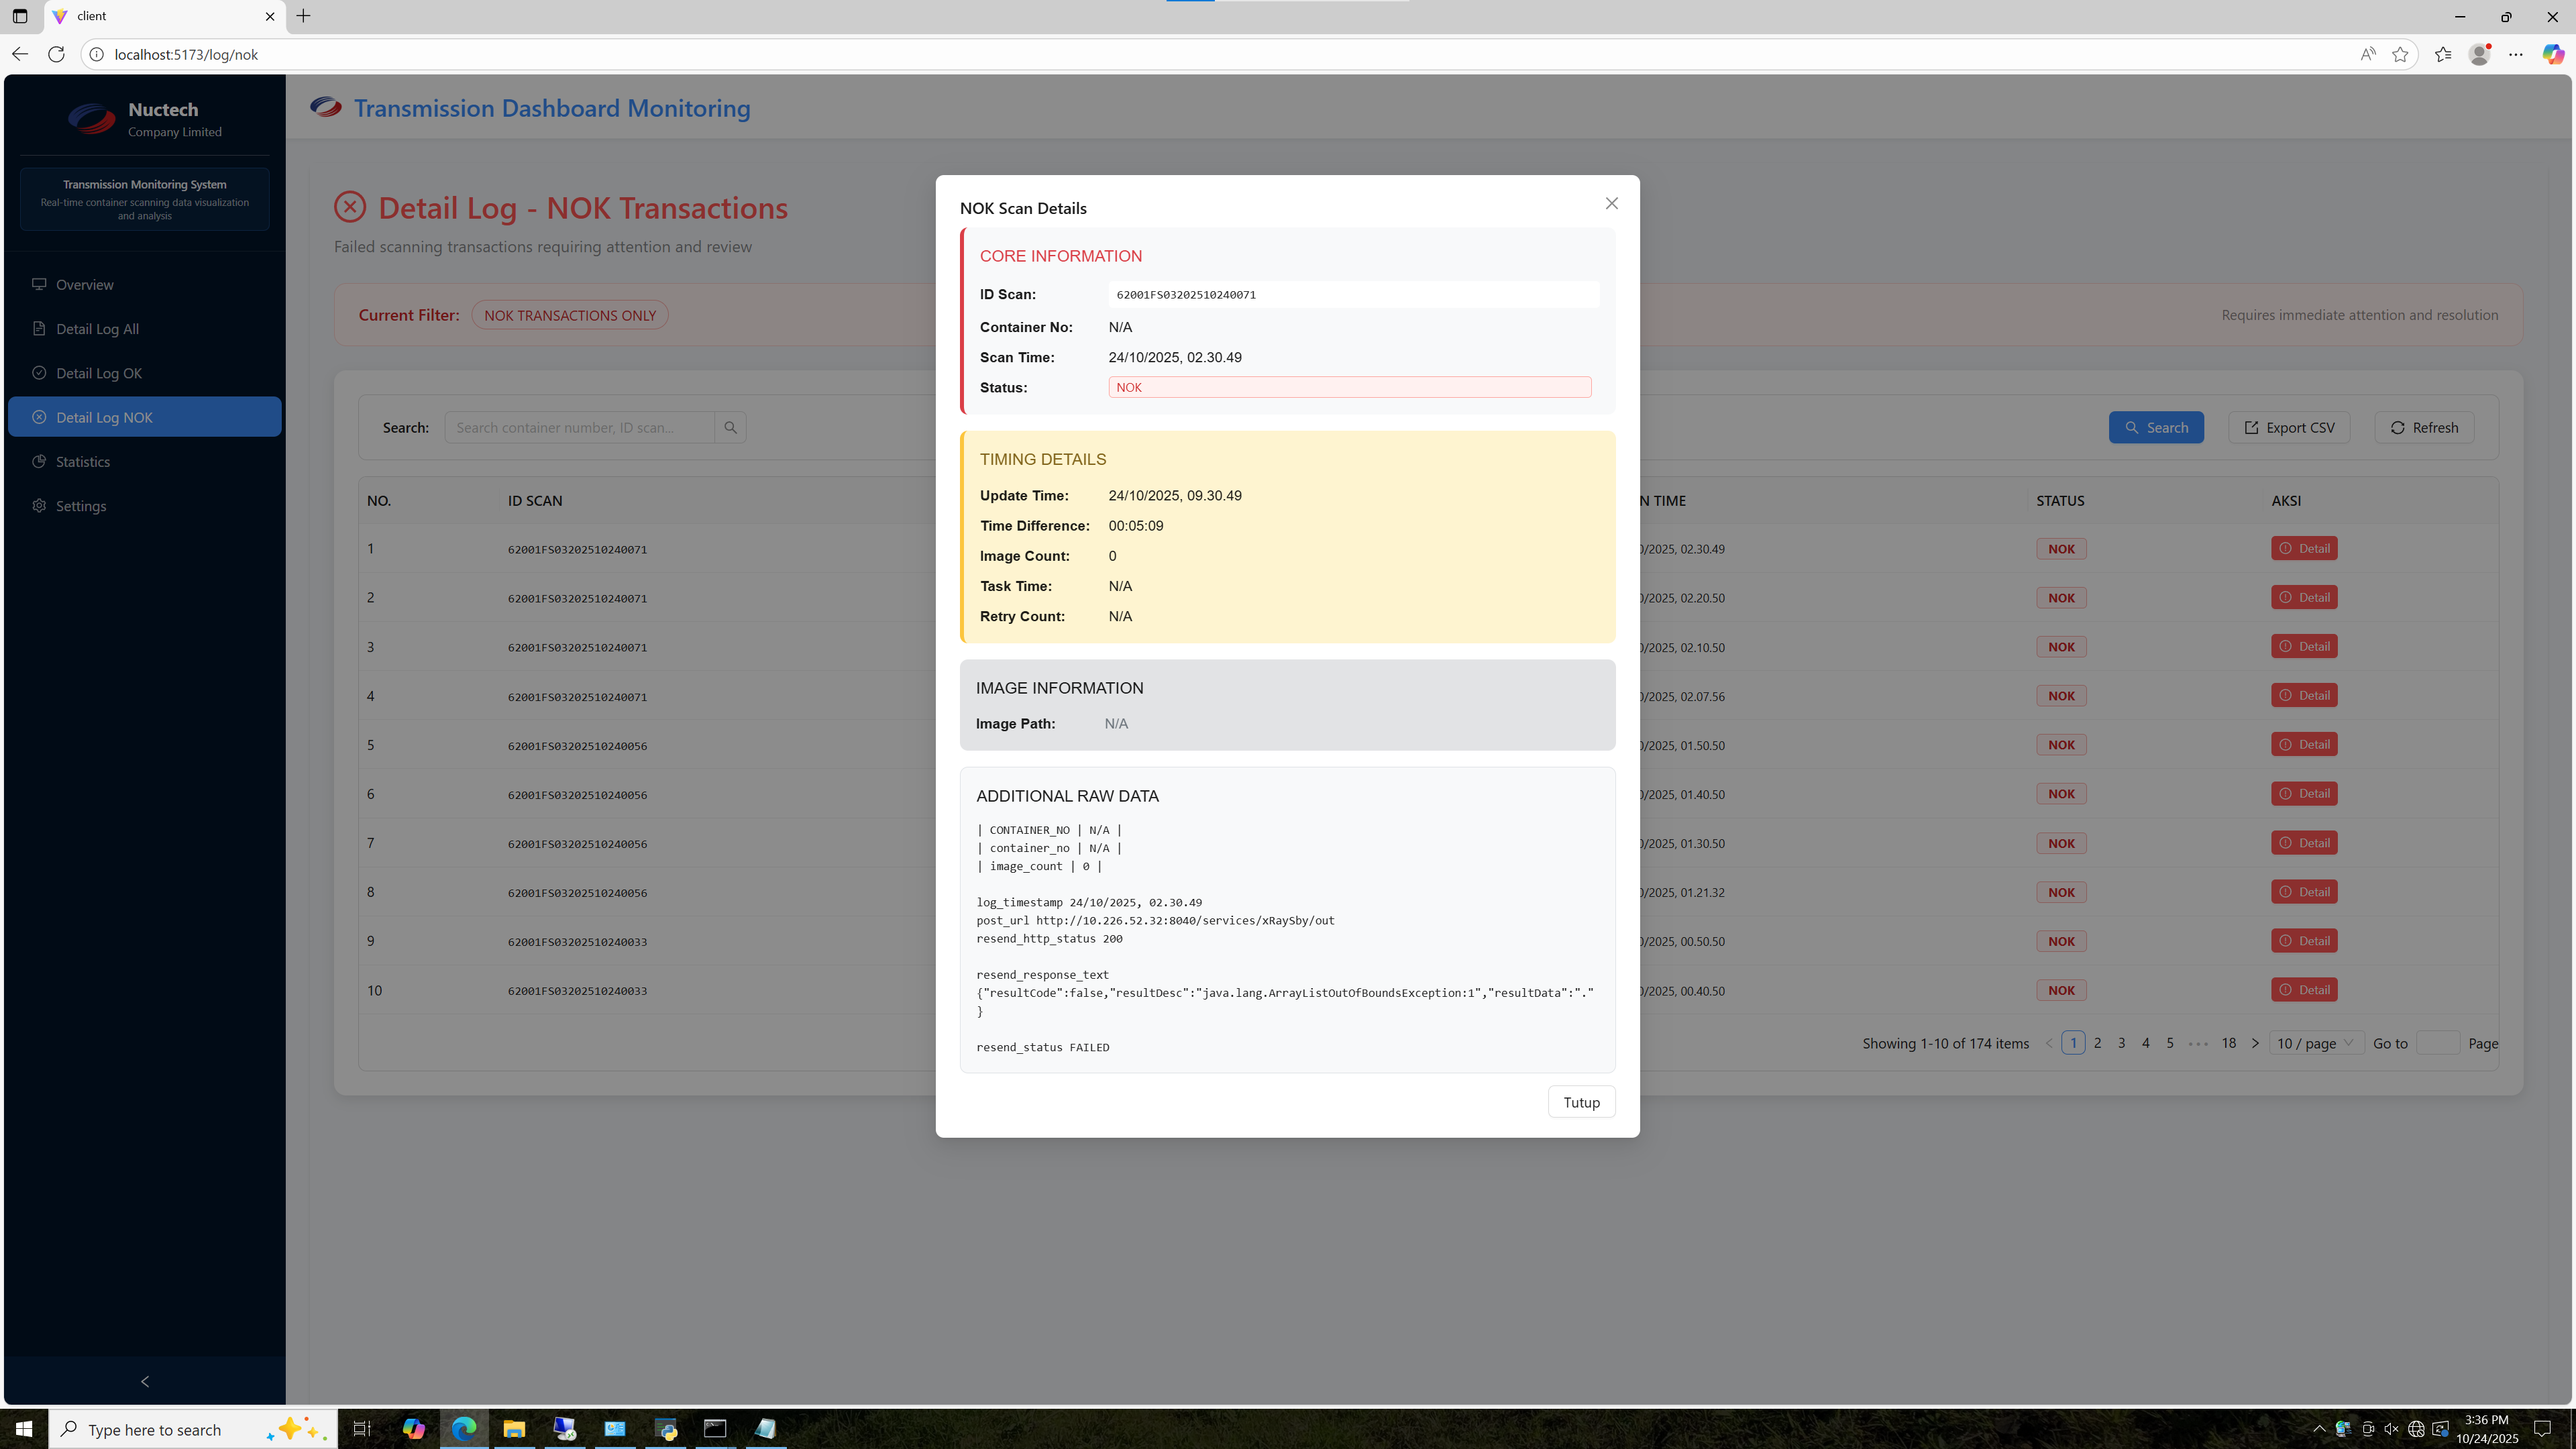 client
localhost:5173/log/nok
Nuctech
Company Limited
Transmission Monitoring System
Real-time container scanning data visualization
and analysis
Overview
Detail Log All
Detail Log OK
Detail Log NOK
Statistics
Settings
Transmission Dashboard Monitoring
Detail Log - NOK Transactions
Failed scanning transactions requiring attention and review
Current Filter: NOK TRANSACTIONS ONLY
Requires immediate attention and resolution
Search: Search container number, ID scan...
Search Export CSV Refresh
NO. ID SCAN N TIME STATUS AKSI
1 62001FS03202510240071 0/2025, 02.30.49 NOK Detail
2 62001FS03202510240071 0/2025, 02.20.50 NOK Detail
3 62001FS03202510240071 0/2025, 02.10.50 NOK Detail
4 62001FS03202510240071 0/2025, 02.07.56 NOK Detail
5 62001FS03202510240056 0/2025, 01.50.50 NOK Detail
6 62001FS03202510240056 0/2025, 01.40.50 NOK Detail
7 62001FS03202510240056 0/2025, 01.30.50 NOK Detail
8 62001FS03202510240056 0/2025, 01.21.32 NOK Detail
9 62001FS03202510240033 0/2025, 00.50.50 NOK Detail
10 62001FS03202510240033 0/2025, 00.40.50 NOK Detail
Showing 1-10 of 174 items < 1 2 3 4 5 ••• 18 > 10 / page Go to Page
NOK Scan Details
CORE INFORMATION
ID Scan: 62001FS03202510240071
Container No: N/A
Scan Time: 24/10/2025, 02.30.49
Status: NOK
TIMING DETAILS
Update Time: 24/10/2025, 09.30.49
Time Difference: 00:05:09
Image Count: 0
Task Time: N/A
Retry Count: N/A
IMAGE INFORMATION
Image Path: N/A
ADDITIONAL RAW DATA
| CONTAINER_NO | N/A |
| container_no | N/A |
| image_count | 0 |
log_timestamp 24/10/2025, 02.30.49
post_url http://10.226.52.32:8040/services/xRaySby/out
resend_http_status 200
resend_response_text
{"resultCode":false,"resultDesc":"java.lang.ArrayListOutOfBoundsException:1","resultData":"."
}
resend_status FAILED
Tutup
Type here to search
3:36 PM
10/24/2025